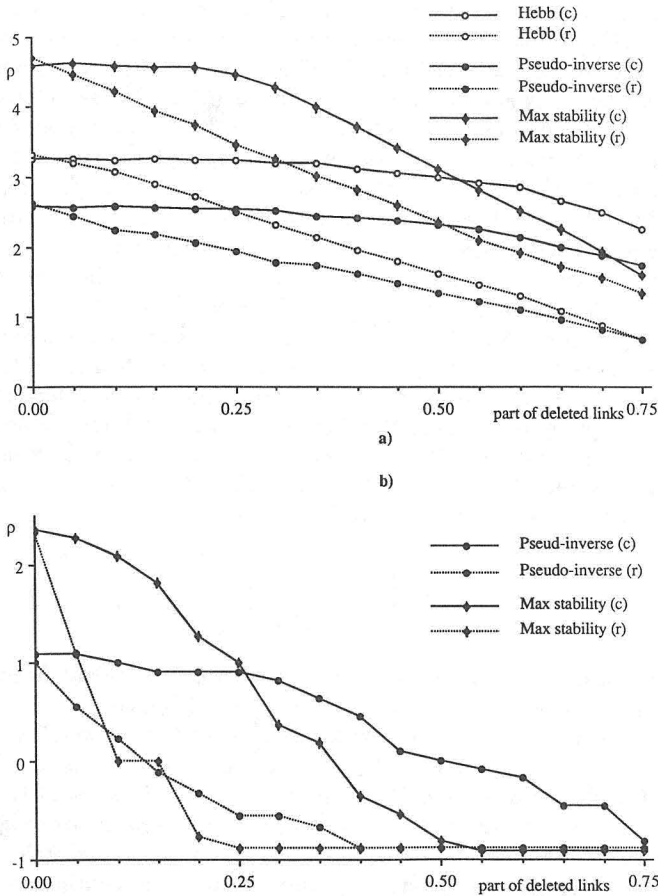 Hebb (c)
Hebb (r)
Pseudo-inverse (c)
Pseudo-inverse (r)
Max stability (c)
Max stability (r)
5
ρ
4
3
2
1
0
0.00 0.25 0.50 0.75
part of deleted links
a)
b)
ρ
Pseud-inverse (c)
Pseudo-inverse (r)
Max stability (c)
Max stability (r)
2
1
0
-1
0.00 0.25 0.50 0.75
part of deleted links